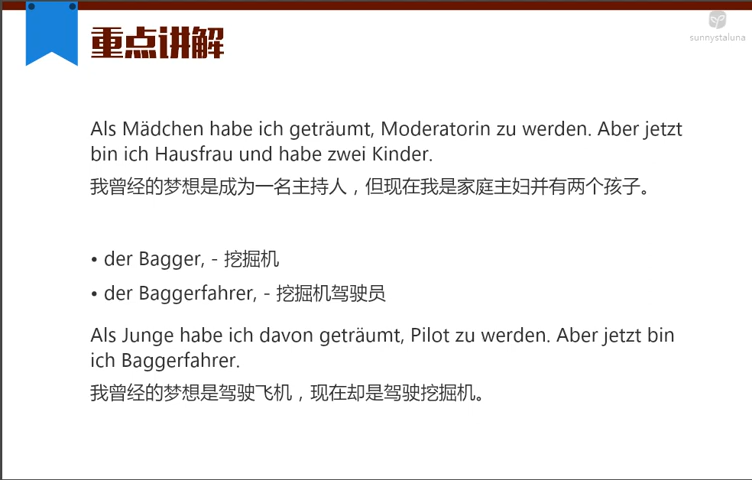 重点讲解
sunnystaluna
Als Mädchen habe ich geträumt, Moderatorin zu werden. Aber jetzt
bin ich Hausfrau und habe zwei Kinder.
我曾经的梦想是成为一名主持人，但现在我是家庭主妇并有两个孩子。
• der Bagger, - 挖掘机
• der Baggerfahrer, - 挖掘机驾驶员
Als Junge habe ich davon geträumt, Pilot zu werden. Aber jetzt bin
ich Baggerfahrer.
我曾经的梦想是驾驶飞机，现在却是驾驶挖掘机。